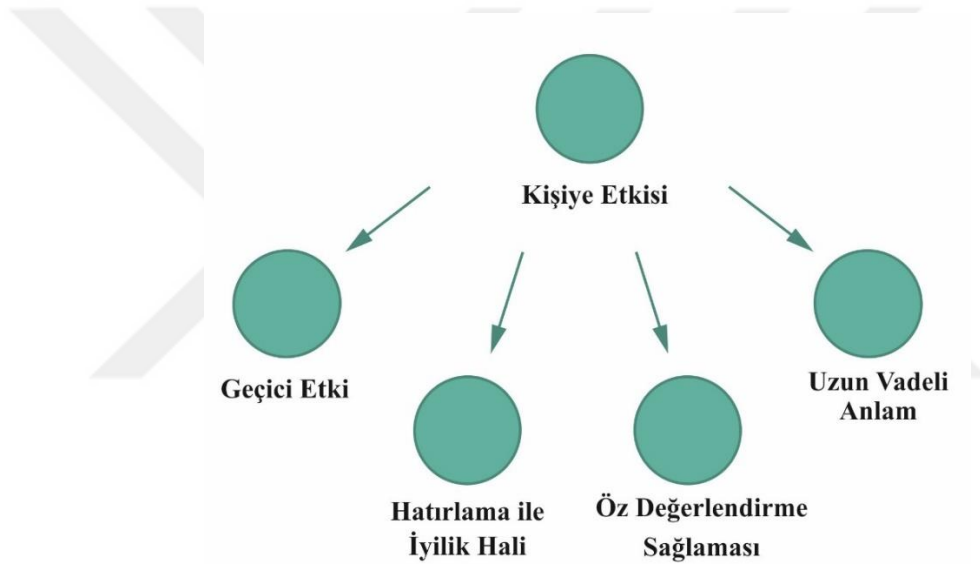 Kişiye Etkisi
Geçici Etki
Hatırlama ile
İyilik Hali
Öz Değerlendirme
Sağlaması
Uzun Vadeli
Anlam